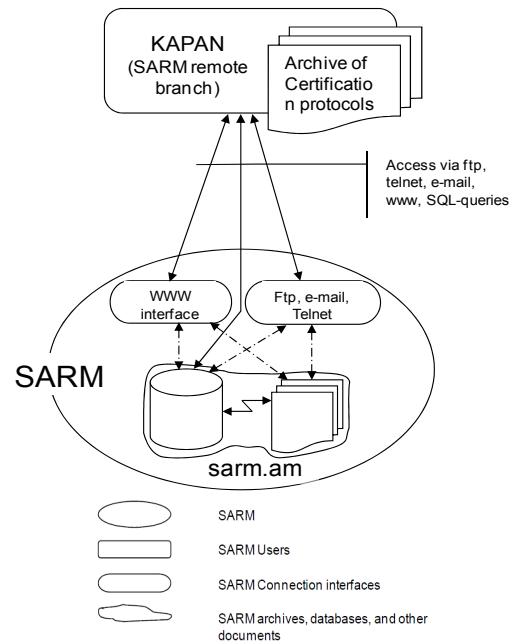 KAPAN
(SARM remote
branch)
Archive of
Certificatio
n protocols
Access via ftp,
telnet, e-mail,
www, SQL-queries
WWW
interface
Ftp, e-mail,
Telnet
SARM
sarm.am
SARM
SARM Users
SARM Connection interfaces
SARM archives, databases, and other
documents